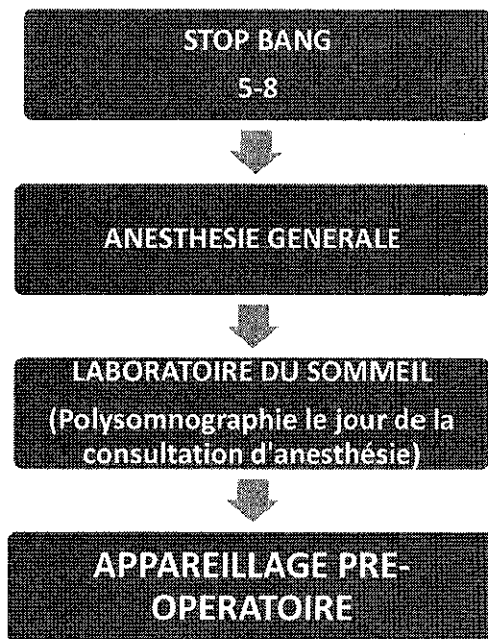 STOP BANG
5-8
ANESTHESIE GENERALE
LABORATOIRE DU SOMMEIL
(Polysomnographie le jour de la
consultation d'anesthésie)
APPAREILLAGE PRE-
OPERATOIRE